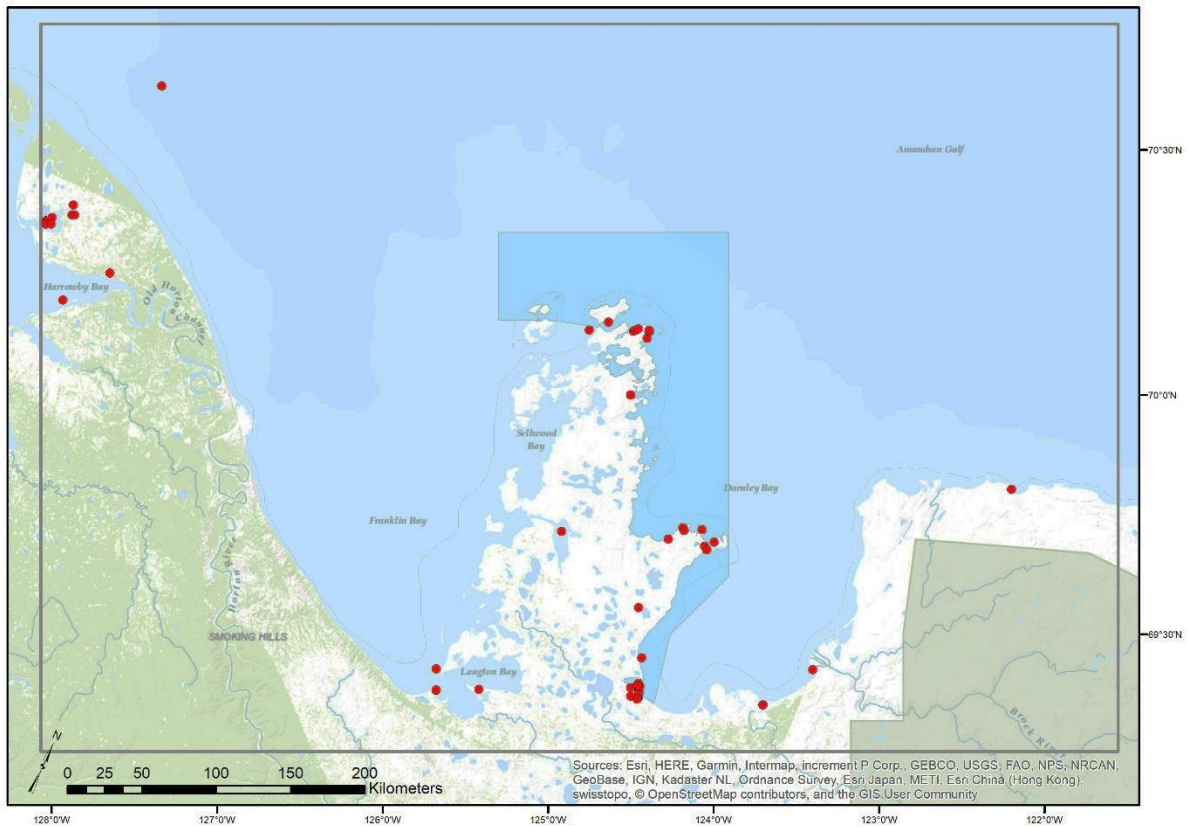 Amundsen Gulf
70°30'N
Harrowby Bay
Old Horton Channel
70°0'N
Sellwood
Bay
Darnley Bay
Franklin Bay
Horton River
SMOKING HILLS
69°30'N
Langton Bay
Brock River
N
0 25 50 100 150 200
Kilometers
Sources: Esri, HERE, Garmin, Intermap, increment P Corp., GEBCO, USGS, FAO, NPS, NRCAN,
GeoBase, IGN, Kadaster NL, Ordnance Survey, Esri Japan, METI, Esri China (Hong Kong),
swisstopo, © OpenStreetMap contributors, and the GIS User Community
128°0'W 127°0'W 126°0'W 125°0'W 124°0'W 123°0'W 122°0'W